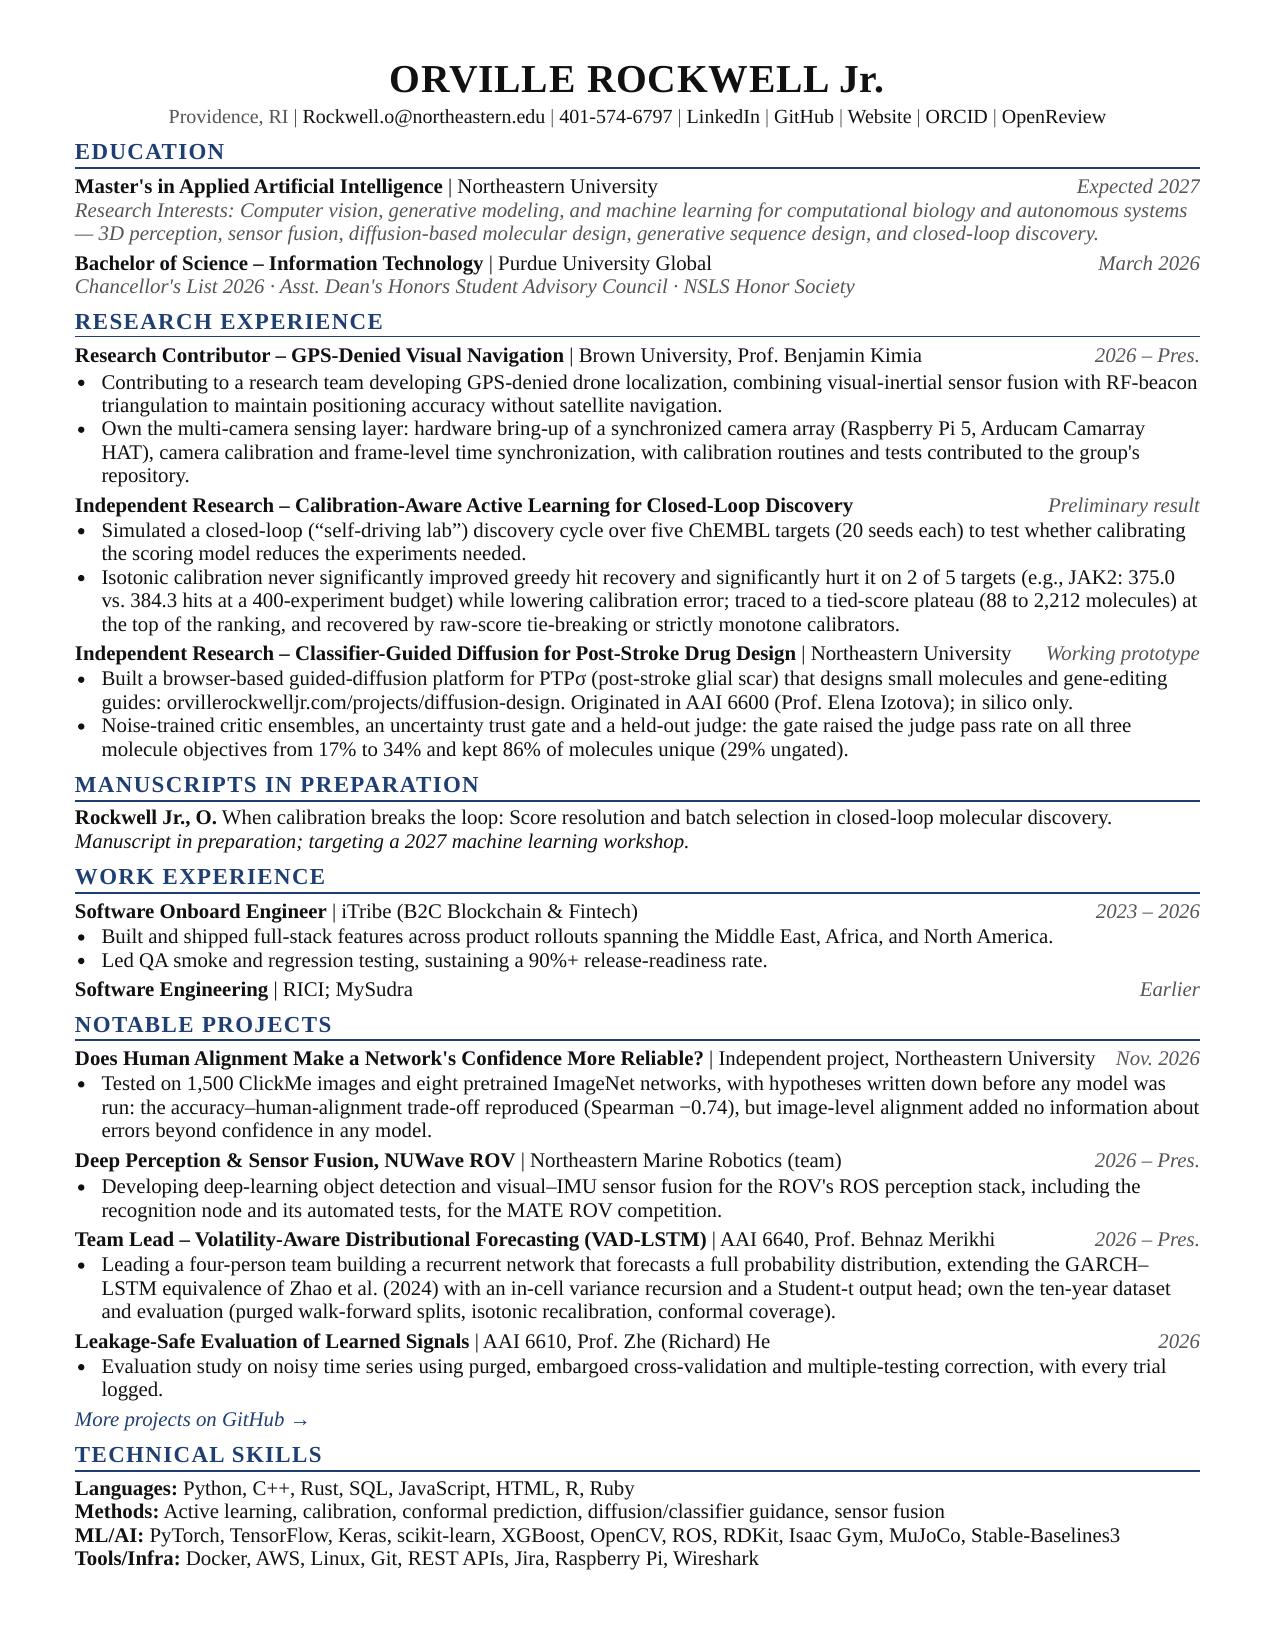 ORVILLE ROCKWELL Jr.
Providence, RI | Rockwell.o@northeastern.edu | 401-574-6797 | LinkedIn | GitHub | Website | ORCID | OpenReview
EDUCATION
Master's in Applied Artificial Intelligence | Northeastern University Expected 2027
Research Interests: Computer vision, generative modeling, and machine learning for computational biology and autonomous systems
— 3D perception, sensor fusion, diffusion-based molecular design, generative sequence design, and closed-loop discovery.
Bachelor of Science – Information Technology | Purdue University Global March 2026
Chancellor's List 2026 · Asst. Dean's Honors Student Advisory Council · NSLS Honor Society
RESEARCH EXPERIENCE
Research Contributor – GPS-Denied Visual Navigation | Brown University, Prof. Benjamin Kimia 2026 – Pres.
• Contributing to a research team developing GPS-denied drone localization, combining visual-inertial sensor fusion with RF-beacon
triangulation to maintain positioning accuracy without satellite navigation.
• Own the multi-camera sensing layer: hardware bring-up of a synchronized camera array (Raspberry Pi 5, Arducam Camarray
HAT), camera calibration and frame-level time synchronization, with calibration routines and tests contributed to the group's
repository.
Independent Research – Calibration-Aware Active Learning for Closed-Loop Discovery Preliminary result
• Simulated a closed-loop (“self-driving lab”) discovery cycle over five ChEMBL targets (20 seeds each) to test whether calibrating
the scoring model reduces the experiments needed.
• Isotonic calibration never significantly improved greedy hit recovery and significantly hurt it on 2 of 5 targets (e.g., JAK2: 375.0
vs. 384.3 hits at a 400-experiment budget) while lowering calibration error; traced to a tied-score plateau (88 to 2,212 molecules) at
the top of the ranking, and recovered by raw-score tie-breaking or strictly monotone calibrators.
Independent Research – Classifier-Guided Diffusion for Post-Stroke Drug Design | Northeastern University Working prototype
• Built a browser-based guided-diffusion platform for PTPσ (post-stroke glial scar) that designs small molecules and gene-editing
guides: orvillerockwelljr.com/projects/diffusion-design. Originated in AAI 6600 (Prof. Elena Izotova); in silico only.
• Noise-trained critic ensembles, an uncertainty trust gate and a held-out judge: the gate raised the judge pass rate on all three
molecule objectives from 17% to 34% and kept 86% of molecules unique (29% ungated).
MANUSCRIPTS IN PREPARATION
Rockwell Jr., O. When calibration breaks the loop: Score resolution and batch selection in closed-loop molecular discovery.
Manuscript in preparation; targeting a 2027 machine learning workshop.
WORK EXPERIENCE
Software Onboard Engineer | iTribe (B2C Blockchain & Fintech) 2023 – 2026
• Built and shipped full-stack features across product rollouts spanning the Middle East, Africa, and North America.
• Led QA smoke and regression testing, sustaining a 90%+ release-readiness rate.
Software Engineering | RICI; MySudra Earlier
NOTABLE PROJECTS
Does Human Alignment Make a Network's Confidence More Reliable? | Independent project, Northeastern University Nov. 2026
• Tested on 1,500 ClickMe images and eight pretrained ImageNet networks, with hypotheses written down before any model was
run: the accuracy–human-alignment trade-off reproduced (Spearman −0.74), but image-level alignment added no information about
errors beyond confidence in any model.
Deep Perception & Sensor Fusion, NUWave ROV | Northeastern Marine Robotics (team) 2026 – Pres.
• Developing deep-learning object detection and visual–IMU sensor fusion for the ROV's ROS perception stack, including the
recognition node and its automated tests, for the MATE ROV competition.
Team Lead – Volatility-Aware Distributional Forecasting (VAD-LSTM) | AAI 6640, Prof. Behnaz Merikhi 2026 – Pres.
• Leading a four-person team building a recurrent network that forecasts a full probability distribution, extending the GARCH–
LSTM equivalence of Zhao et al. (2024) with an in-cell variance recursion and a Student-t output head; own the ten-year dataset
and evaluation (purged walk-forward splits, isotonic recalibration, conformal coverage).
Leakage-Safe Evaluation of Learned Signals | AAI 6610, Prof. Zhe (Richard) He 2026
• Evaluation study on noisy time series using purged, embargoed cross-validation and multiple-testing correction, with every trial
logged.
More projects on GitHub →
TECHNICAL SKILLS
Languages: Python, C++, Rust, SQL, JavaScript, HTML, R, Ruby
Methods: Active learning, calibration, conformal prediction, diffusion/classifier guidance, sensor fusion
ML/AI: PyTorch, TensorFlow, Keras, scikit-learn, XGBoost, OpenCV, ROS, RDKit, Isaac Gym, MuJoCo, Stable-Baselines3
Tools/Infra: Docker, AWS, Linux, Git, REST APIs, Jira, Raspberry Pi, Wireshark